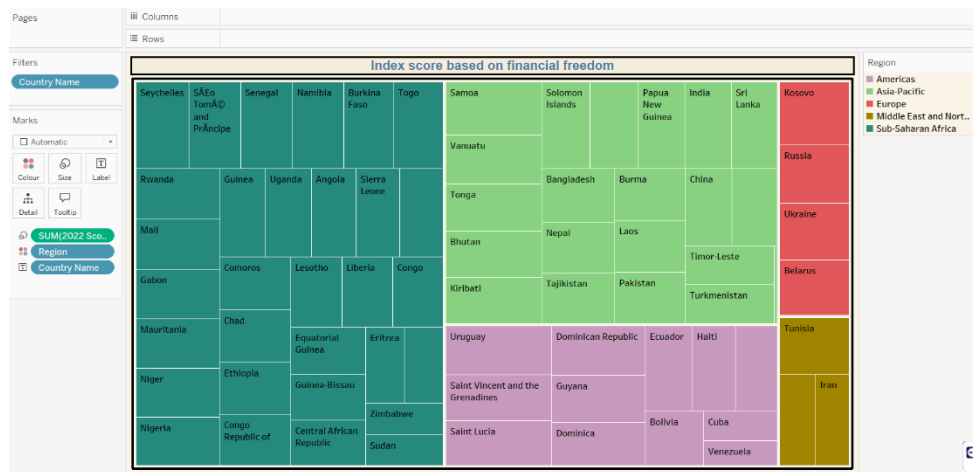 Pages
Columns
Rows
Filters
Country Name
Marks
Automatic
Colour
Size
Label
Detail
Tooltip
SUM(2022 Sco..
Region
Country Name
Index score based on financial freedom
Seychelles
SÃ£o
TomÃ©
and
PrÃ­ncipe
Senegal
Namibia
Burkina
Faso
Togo
Rwanda
Guinea
Uganda
Angola
Sierra
Leone
Mali
Gabon
Comoros
Lesotho
Liberia
Congo
Mauritania
Chad
Equatorial
Guinea
Eritrea
Niger
Ethiopia
Guinea-Bissau
Zimbabwe
Nigeria
Congo
Republic of
Central African
Republic
Sudan
Samoa
Solomon
Islands
Papua
New
Guinea
India
Sri
Lanka
Vanuatu
Bangladesh
Burma
China
Tonga
Nepal
Laos
Bhutan
Timor-Leste
Kiribati
Tajikistan
Pakistan
Turkmenistan
Uruguay
Dominican Republic
Ecuador
Haiti
Saint Vincent and the
Grenadines
Guyana
Saint Lucia
Dominica
Bolivia
Cuba
Venezuela
Kosovo
Russia
Ukraine
Belarus
Tunisia
Iran
Region
Americas
Asia-Pacific
Europe
Middle East and Nort..
Sub-Saharan Africa